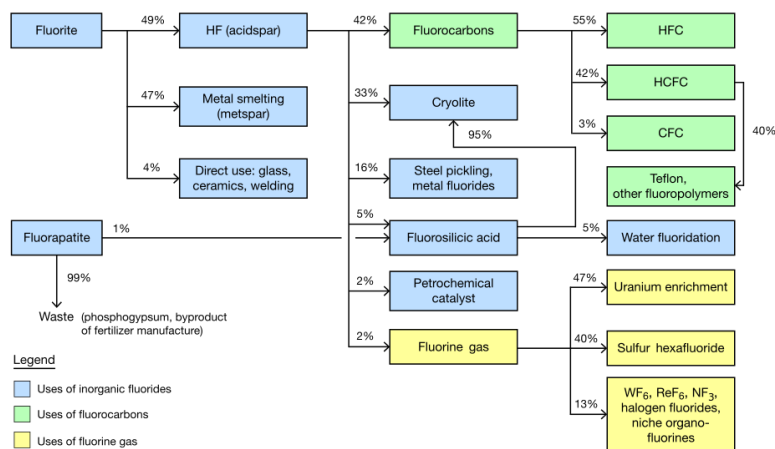 Fluorite
49%
HF (acidspar)
42%
Fluorocarbons
55%
HFC
47%
Metal smelting
(metspar)
33%
Cryolite
42%
HCFC
95%
3%
CFC
40%
4%
Direct use: glass,
ceramics, welding
16%
Steel pickling,
metal fluorides
Teflon,
other fluoropolymers
Fluorapatite
1%
5%
Fluorosilicic acid
5%
Water fluoridation
99%
Waste (phosphogypsum, byproduct
of fertilizer manufacture)
2%
Petrochemical
catalyst
47%
Uranium enrichment
2%
Fluorine gas
40%
Sulfur hexafluoride
13%
WF6, ReF6, NF3,
halogen fluorides,
niche organo-
fluorines
Legend
Uses of inorganic fluorides
Uses of fluorocarbons
Uses of fluorine gas